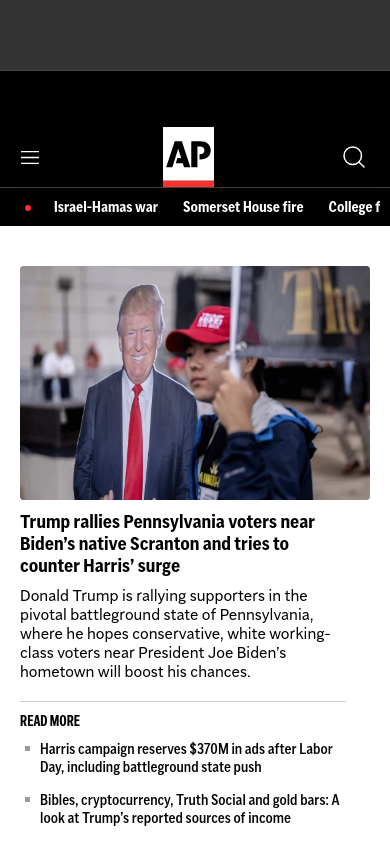 AP
Israel-Hamas war
Somerset House fire
College f
The
Trump rallies Pennsylvania voters near
Biden’s native Scranton and tries to
counter Harris’ surge
Donald Trump is rallying supporters in the
pivotal battleground state of Pennsylvania,
where he hopes conservative, white working-
class voters near President Joe Biden’s
hometown will boost his chances.
READ MORE
Harris campaign reserves $370M in ads after Labor
Day, including battleground state push
Bibles, cryptocurrency, Truth Social and gold bars: A
look at Trump’s reported sources of income